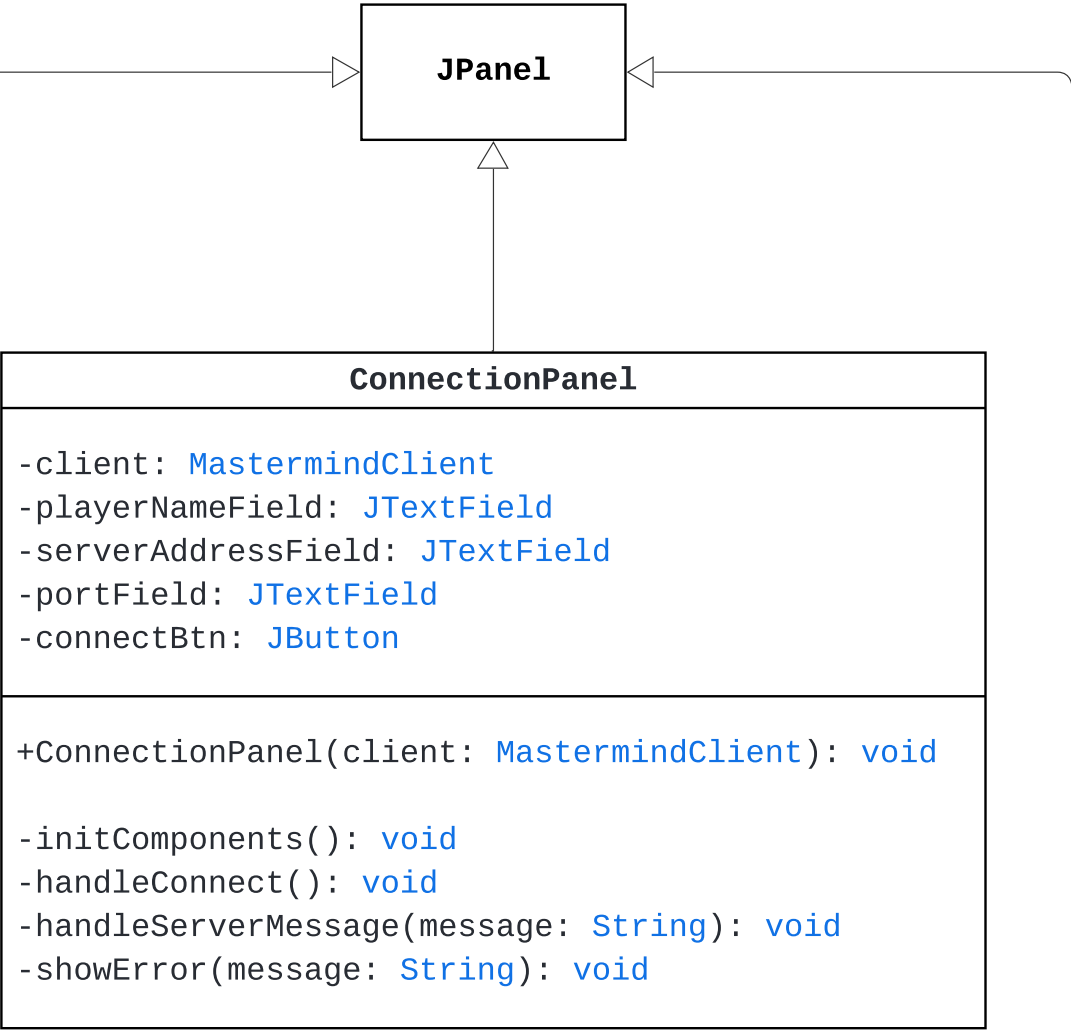 JPanel
ConnectionPanel
-client: MastermindClient
-playerNameField: JTextField
-serverAddressField: JTextField
-portField: JTextField
-connectBtn: JButton
+ConnectionPanel(client: MastermindClient): void
-initComponents(): void
-handleConnect(): void
-handleServerMessage(message: String): void
-showError(message: String): void